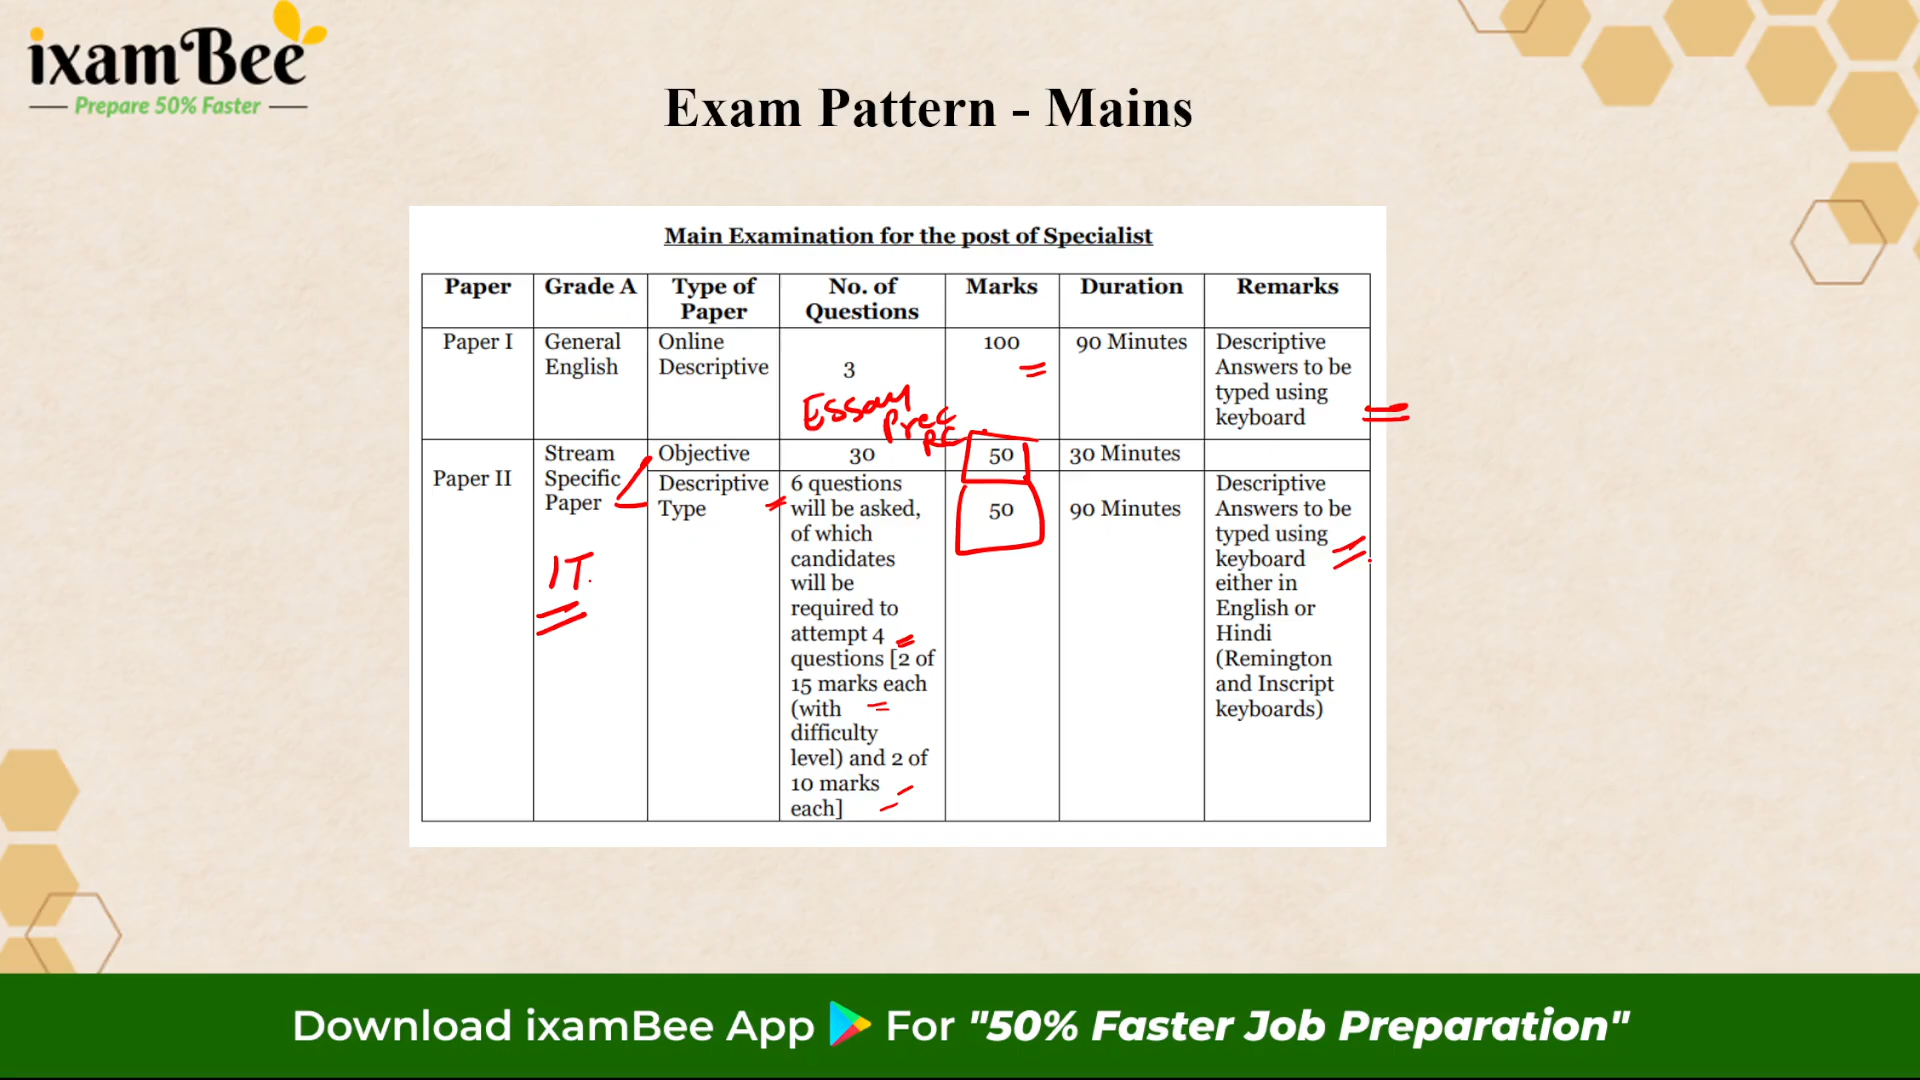 ixamBee
Prepare 50% Faster
Exam Pattern - Mains
Main Examination for the post of Specialist
Paper Grade A Type of Paper No. of Questions Marks Duration Remarks
Paper I
General
English
Online
Descriptive
3
Essay
Prec
RC
100
90 Minutes
Descriptive
Answers to be
typed using
keyboard
Paper II
Stream
Specific
Paper
IT
Objective
30
50
30 Minutes
Descriptive
Type
6 questions
will be asked,
of which
candidates
will be
required to
attempt 4
questions [2 of
15 marks each
(with
difficulty
level) and 2 of
10 marks
each]
50
90 Minutes
Descriptive
Answers to be
typed using
keyboard
either in
English or
Hindi
(Remington
and Inscript
keyboards)
Download ixamBee App For "50% Faster Job Preparation"